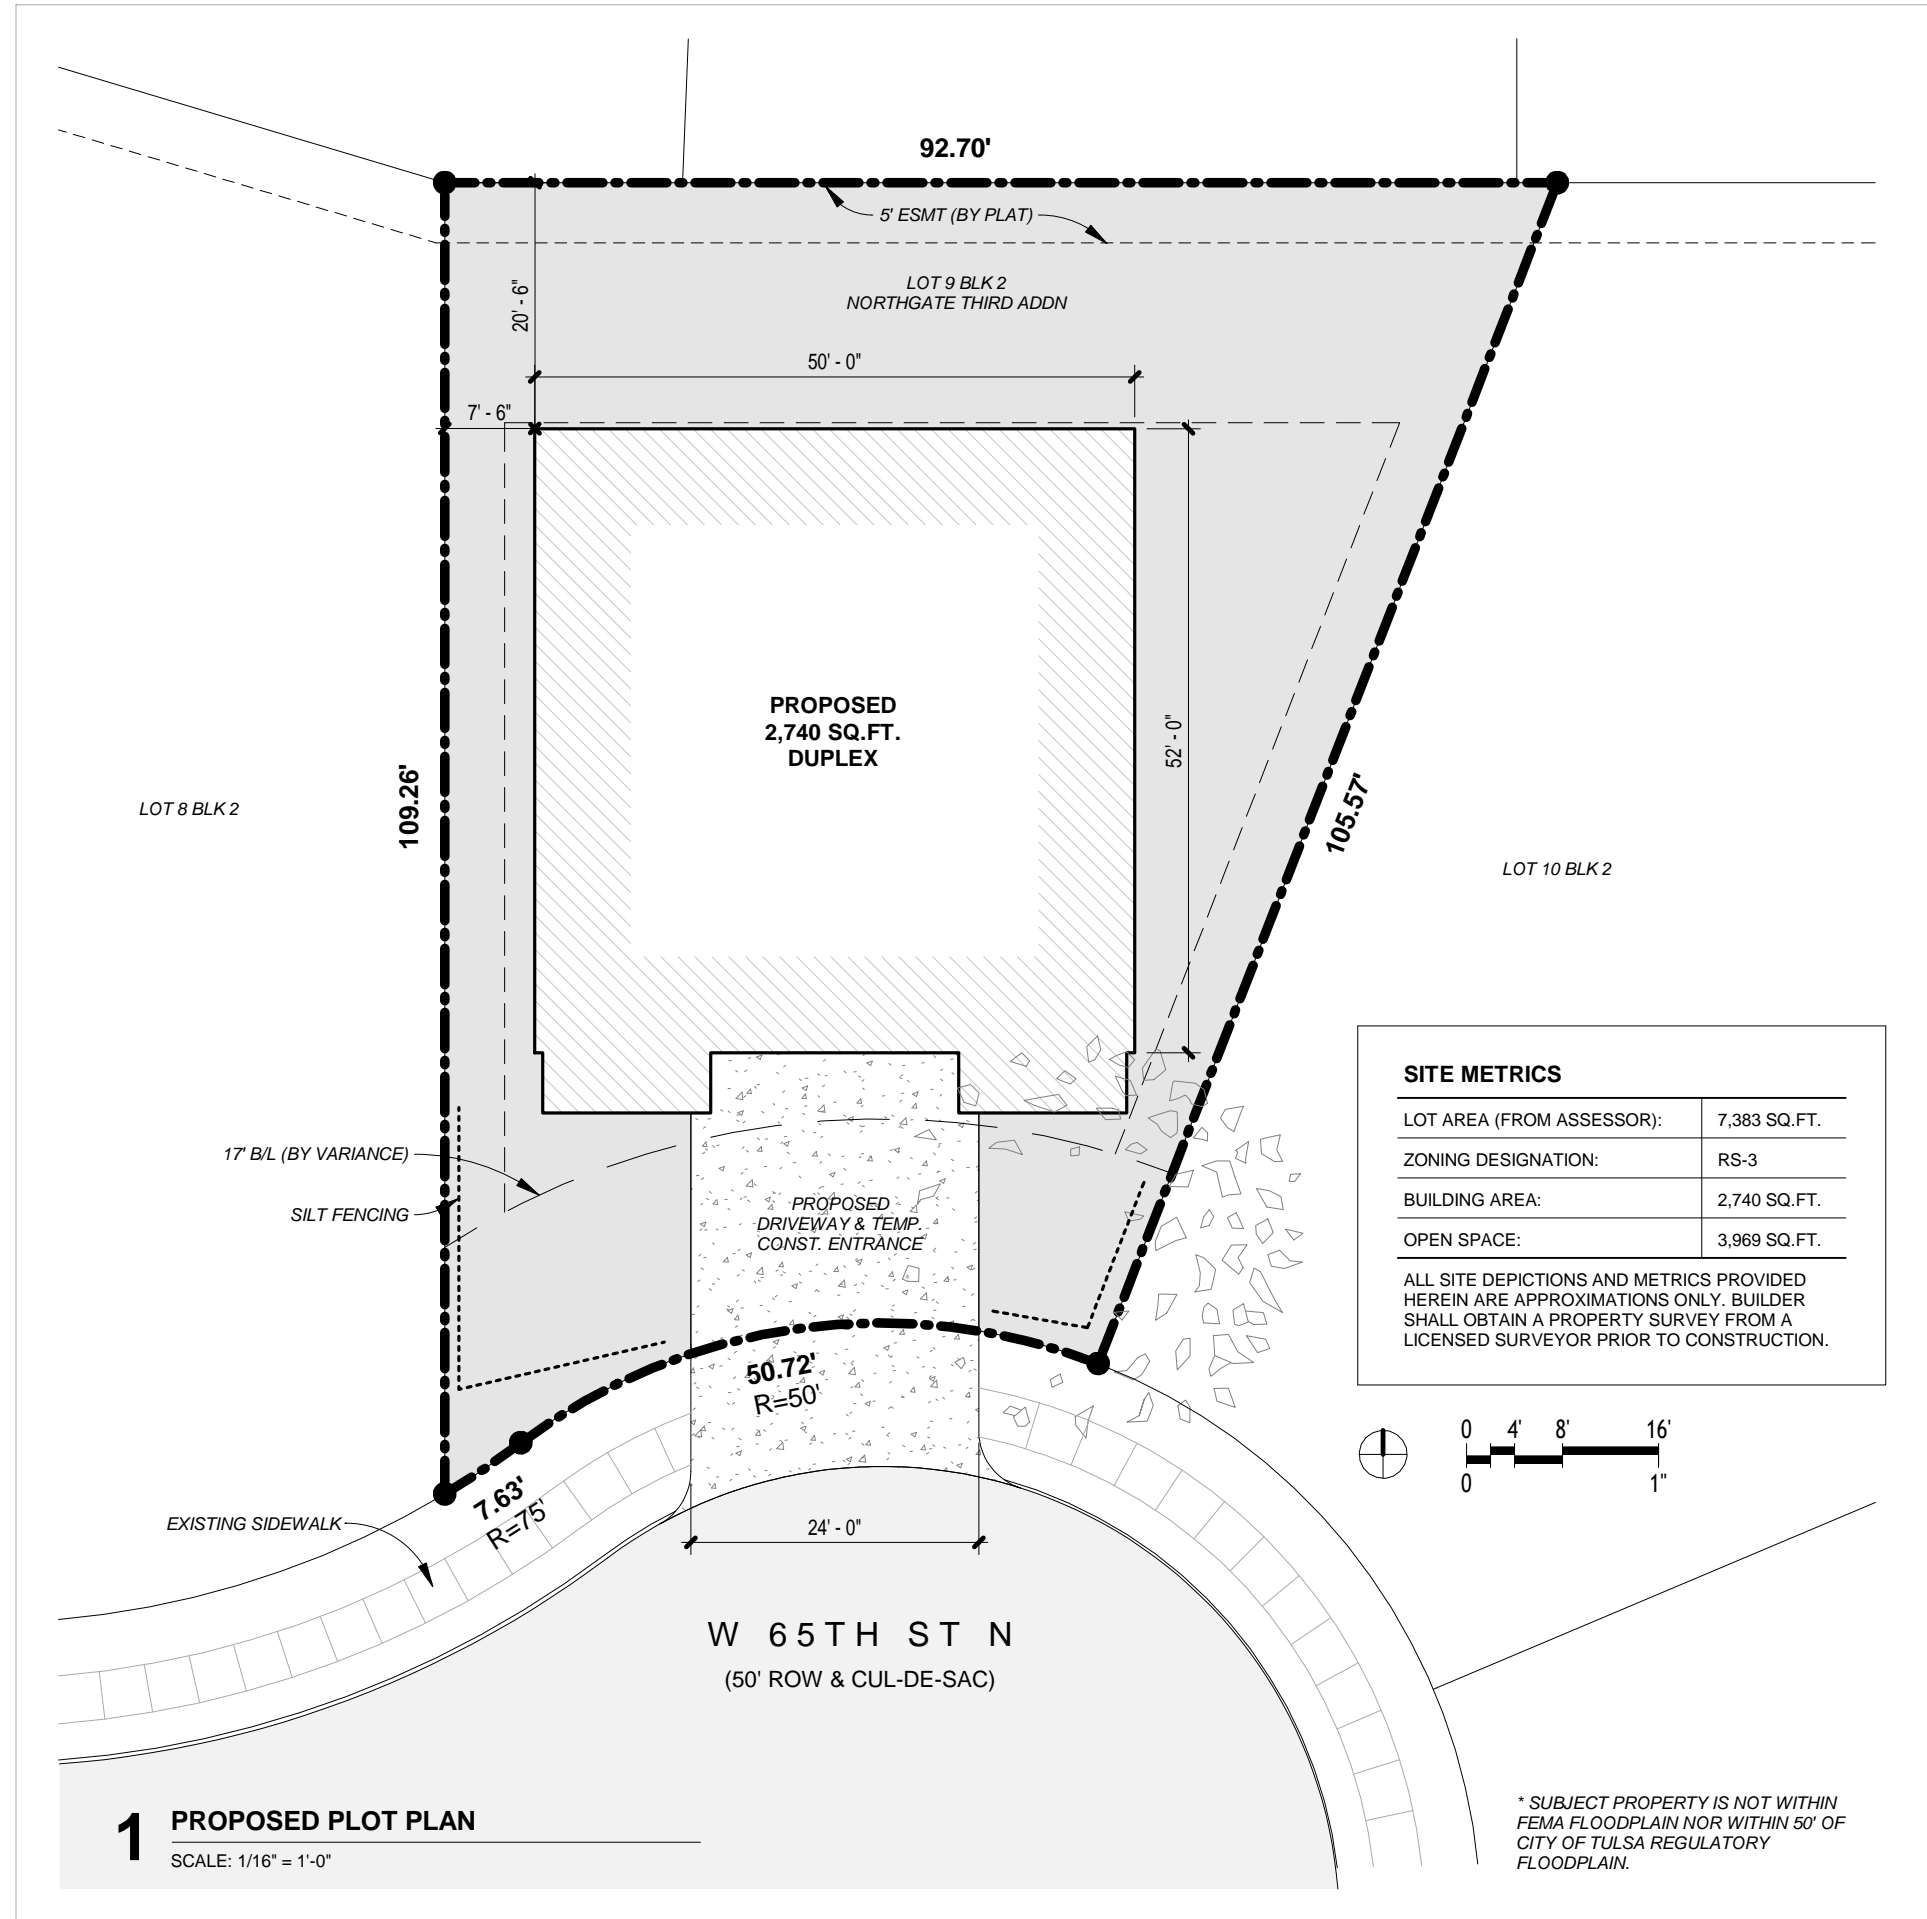 92.70'
5' ESMT (BY PLAT)
LOT 9 BLK 2
NORTHGATE THIRD ADDN
20' - 6"
50' - 0"
7' - 6"
PROPOSED
2,740 SQ.FT.
DUPLEX
52' - 0"
109.26'
105.57'
LOT 8 BLK 2
LOT 10 BLK 2
17' B/L (BY VARIANCE)
SILT FENCING
PROPOSED
DRIVEWAY & TEMP.
CONST. ENTRANCE
SITE METRICS
LOT AREA (FROM ASSESSOR): 7,383 SQ.FT.
ZONING DESIGNATION: RS-3
BUILDING AREA: 2,740 SQ.FT.
OPEN SPACE: 3,969 SQ.FT.
ALL SITE DEPICTIONS AND METRICS PROVIDED
HEREIN ARE APPROXIMATIONS ONLY. BUILDER
SHALL OBTAIN A PROPERTY SURVEY FROM A
LICENSED SURVEYOR PRIOR TO CONSTRUCTION.
50.72'
R=50'
7.63'
R=75'
0 4' 8' 16'
0 1"
EXISTING SIDEWALK
24' - 0"
W 65TH ST N
(50' ROW & CUL-DE-SAC)
1 PROPOSED PLOT PLAN
SCALE: 1/16" = 1'-0"
* SUBJECT PROPERTY IS NOT WITHIN
FEMA FLOODPLAIN NOR WITHIN 50' OF
CITY OF TULSA REGULATORY
FLOODPLAIN.